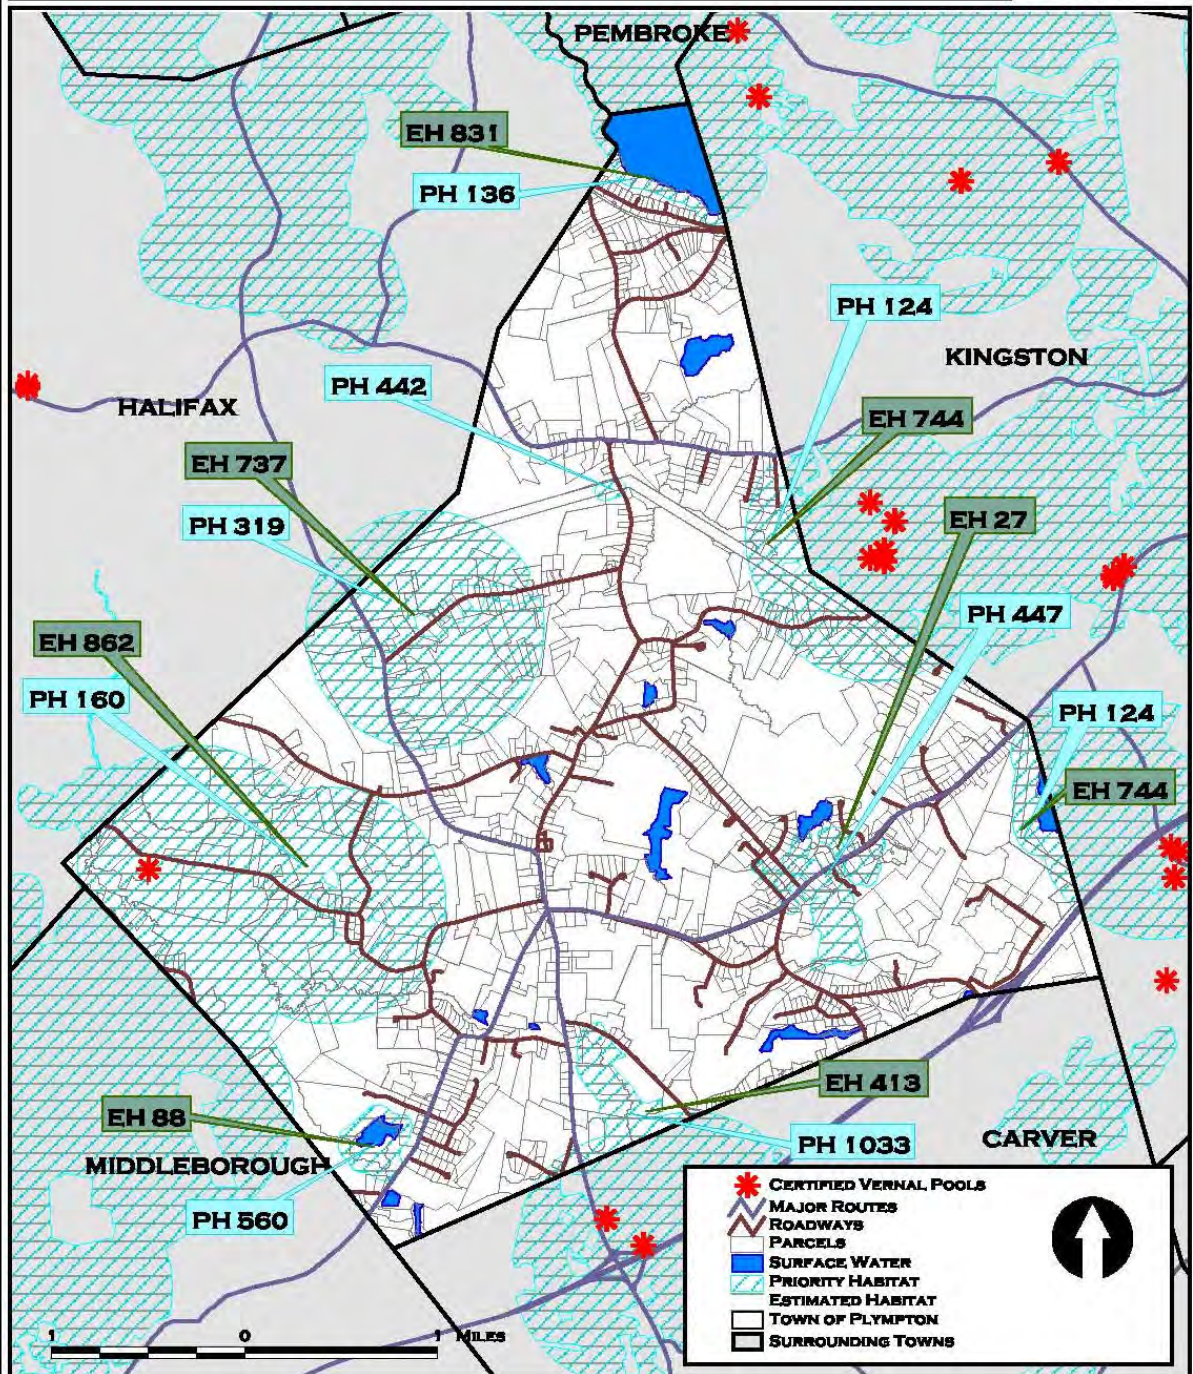 PEMBROKE
EH 831
PH 136
PH 124
KINGSTON
PH 442
HALIFAX
EH 744
EH 737
EH 27
PH 319
PH 447
EH 862
PH 160
PH 124
EH 744
EH 413
EH 88
CARVER
PH 1033
MIDDLEBOROUGH
PH 560
CERTIFIED VERNAL POOLS
MAJOR ROUTES
ROADWAYS
PARCELS
SURFACE WATER
PRIORITY HABITAT
ESTIMATED HABITAT
TOWN OF PLYMPTON
SURROUNDING TOWNS
1 0 1 MILES